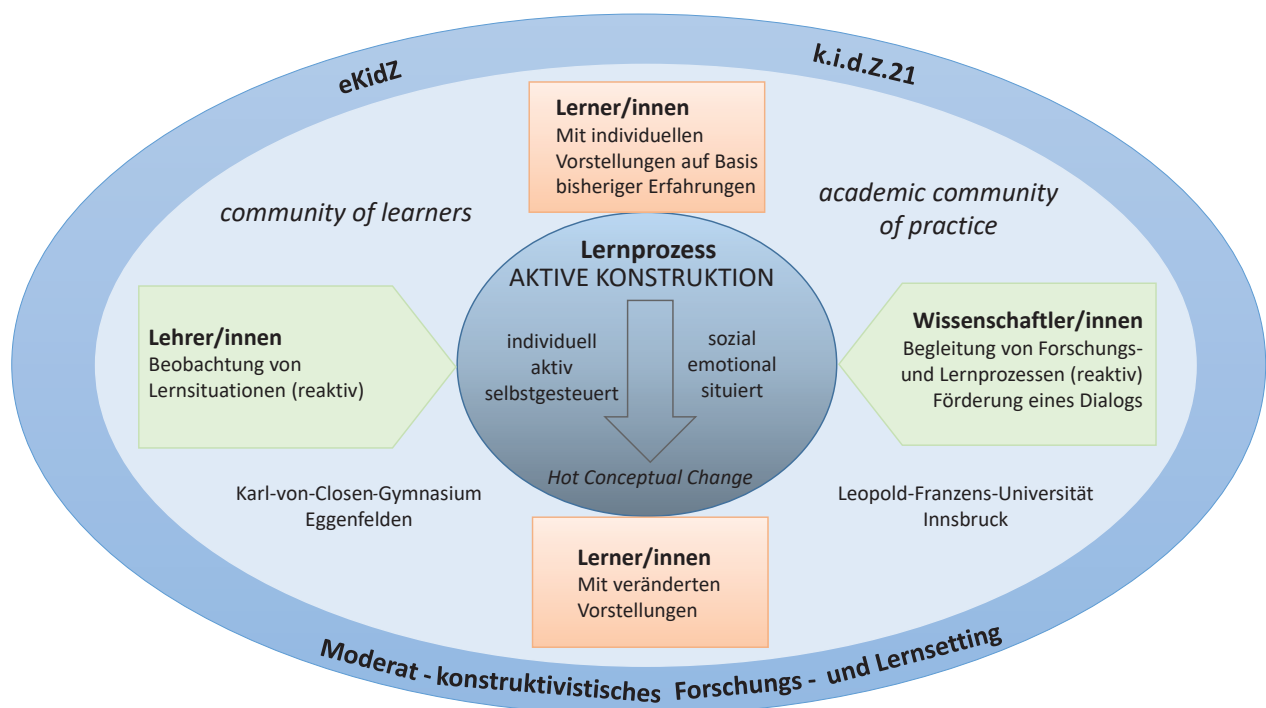 eKidZ
k.i.d.Z.21
Lerner/innen
Mit individuellen
Vorstellungen auf Basis
bisheriger Erfahrungen
community of learners
academic community
of practice
Lernprozess
AKTIVE KONSTRUKTION
Lehrer/innen
Beobachtung von
Lernsituationen (reaktiv)
individuell
aktiv
selbstgesteuert
sozial
emotional
situiert
Wissenschaftler/innen
Begleitung von Forschungs-
und Lernprozessen (reaktiv)
Förderung eines Dialogs
Hot Conceptual Change
Karl-von-Closen-Gymnasium
Eggenfelden
Leopold-Franzens-Universität
Innsbruck
Lerner/innen
Mit veränderten
Vorstellungen
Moderat - konstruktivistisches Forschungs - und Lernsetting